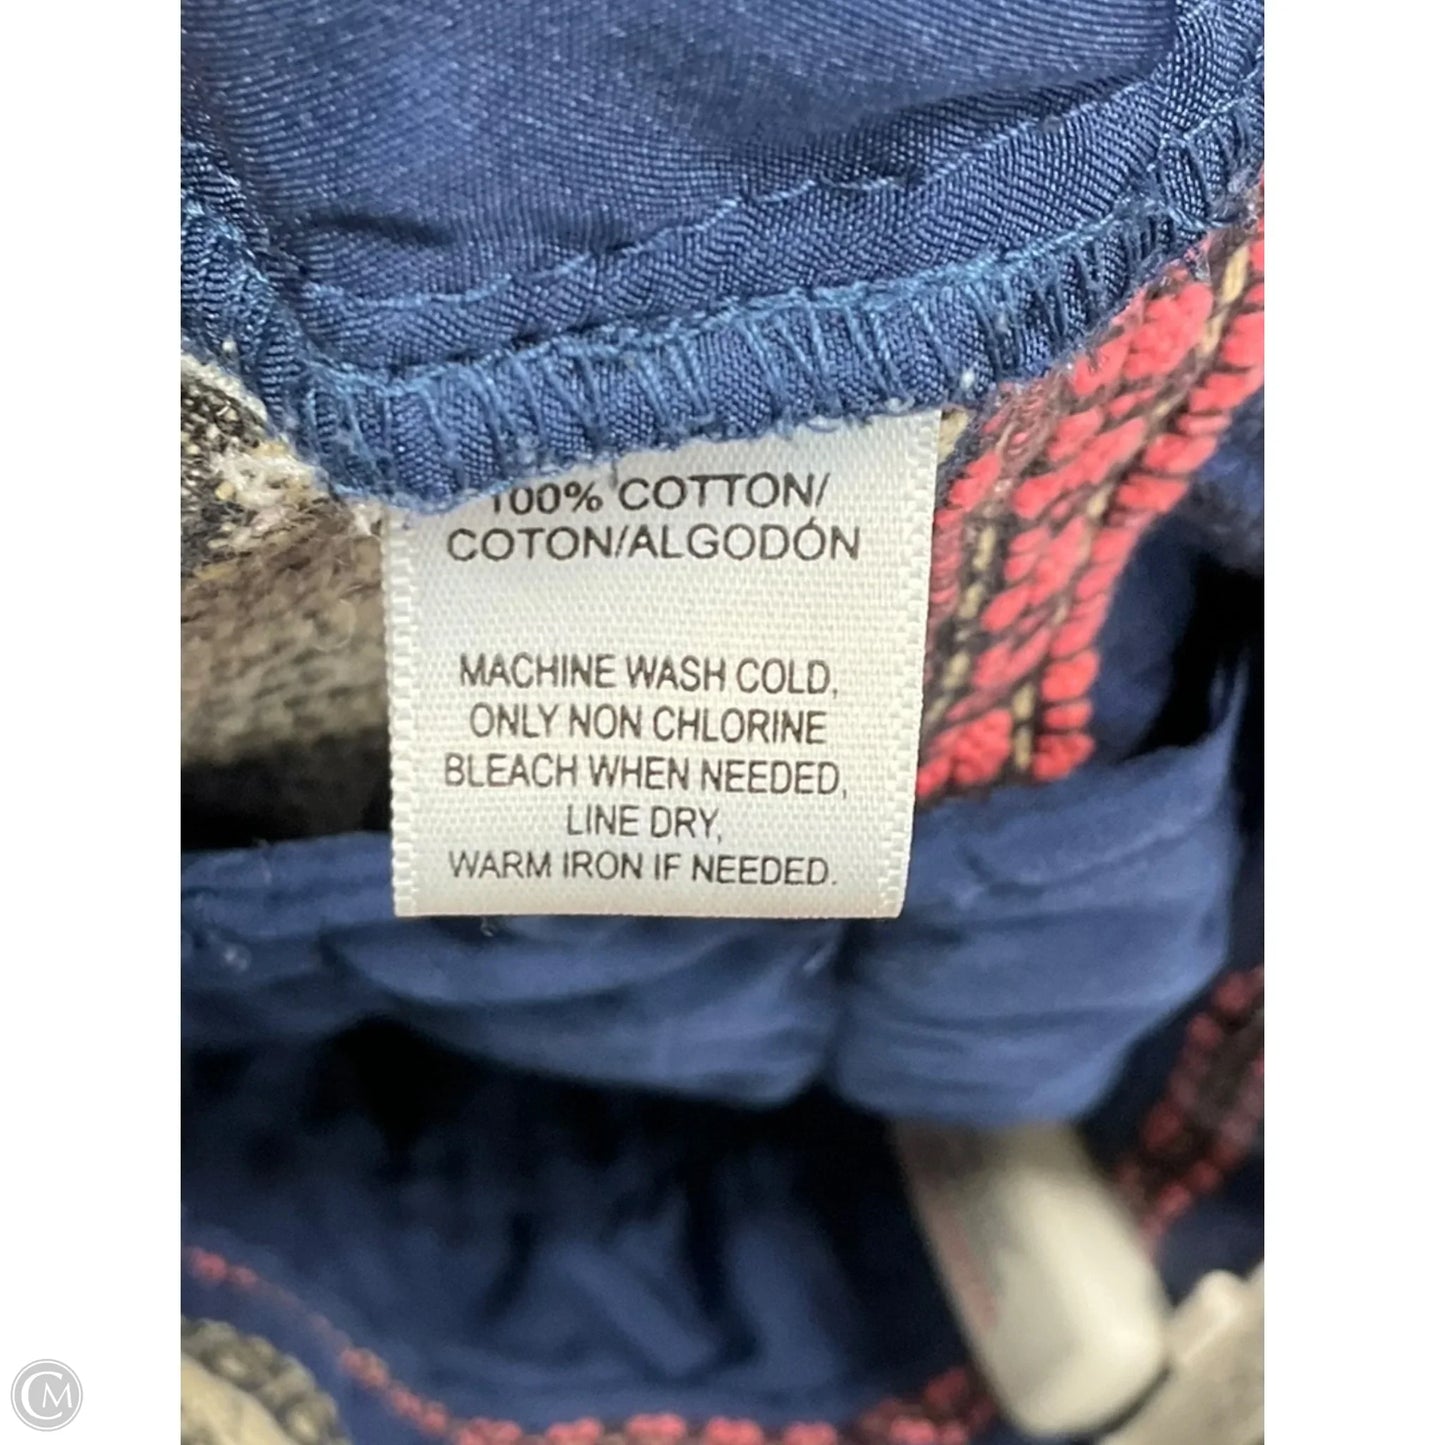 100% COTTON/
COTON/ALGODÓN
MACHINE WASH COLD,
ONLY NON CHLORINE
BLEACH WHEN NEEDED,
LINE DRY,
WARM IRON IF NEEDED.
CM